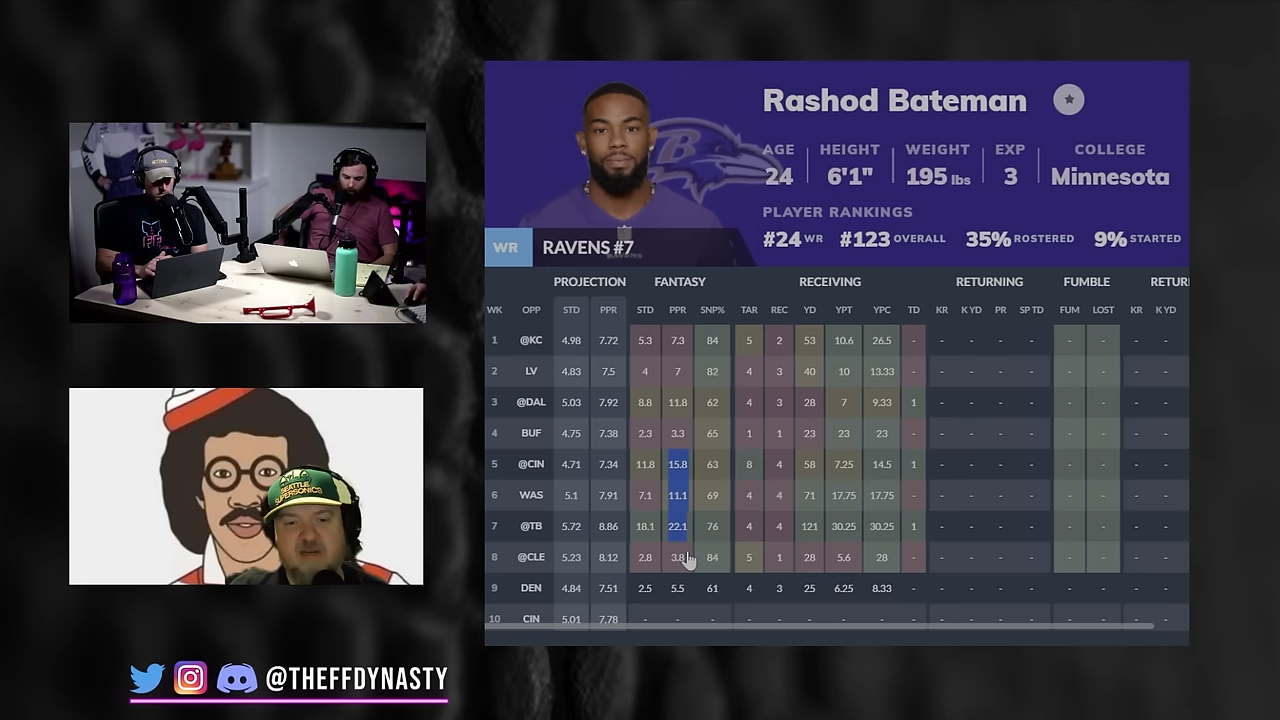 SEATTLE
SUPERSONICS
@THEFFDYNASTY
Rashod Bateman
AGE HEIGHT WEIGHT EXP COLLEGE
24 6'1" 195 lbs 3 Minnesota
PLAYER RANKINGS
#24 WR #123 OVERALL 35% ROSTERED 9% STARTED
WR RAVENS #7
PROJECTION FANTASY RECEIVING RETURNING FUMBLE RETUR
WK OPP STD PPR STD PPR SNP% TAR REC YD YPT YPC TD KR K YD PR SP TD FUM LOST KR K YD
1 @KC 4.98 7.72 5.3 7.3 84 5 2 53 10.6 26.5 - - - - - - - - -
2 LV 4.83 7.5 4 7 82 4 3 40 10 13.33 - - - - - - - - -
3 @DAL 5.03 7.92 8.8 11.8 62 4 3 28 7 9.33 1 - - - - - - - -
4 BUF 4.75 7.38 2.3 3.3 65 1 1 23 23 23 - - - - - - - - -
5 @CIN 4.71 7.34 11.8 15.8 63 8 4 58 7.25 14.5 1 - - - - - - - -
6 WAS 5.1 7.91 7.1 11.1 69 4 4 71 17.75 17.75 - - - - - - - - -
7 @TB 5.72 8.86 18.1 22.1 76 4 4 121 30.25 30.25 1 - - - - - - - -
8 @CLE 5.23 8.12 2.8 3.8 84 5 1 28 5.6 28 - - - - - - - - -
9 DEN 4.84 7.51 2.5 5.5 61 4 3 25 6.25 8.33 - - - - - - - - -
10 CIN 5.01 7.78 - - - - - - - - - - - - - - - - -